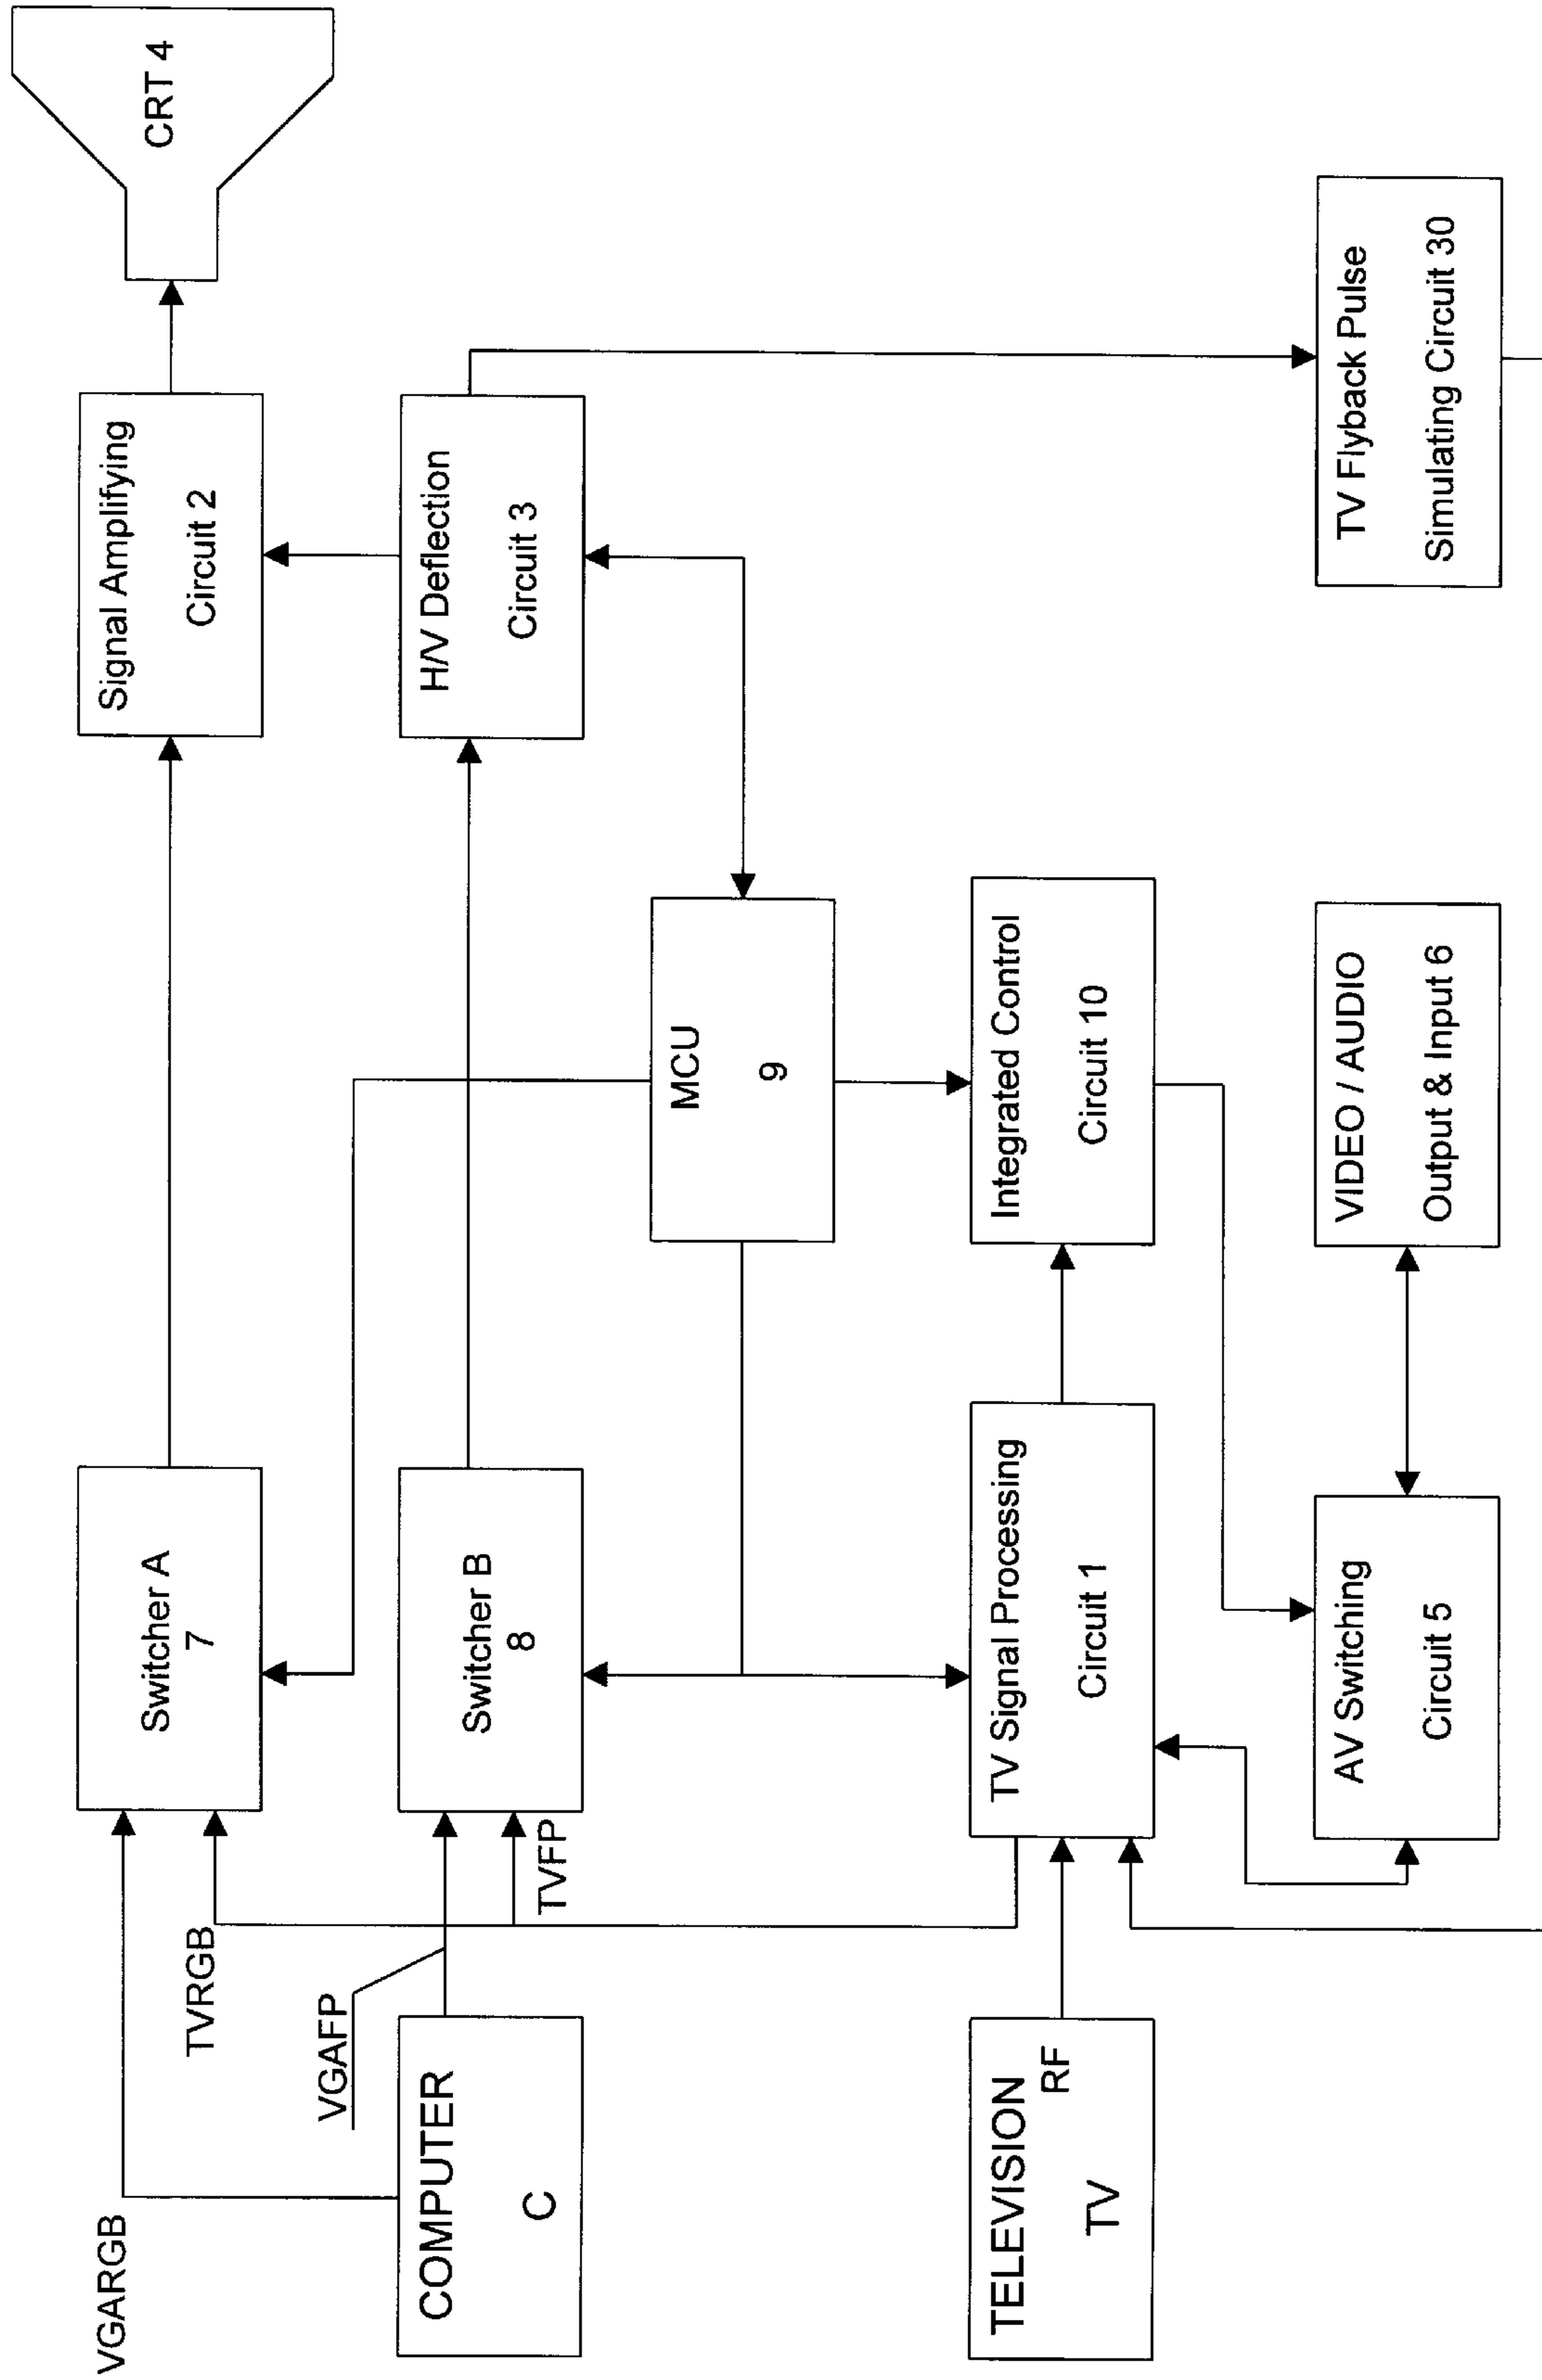 CRT 4
Signal Amplifying
Circuit 2
H/V Deflection
Circuit 3
TV Flyback Pulse
Simulating Circuit 30
MCU
9
Integrated Control
Circuit 10
VIDEO / AUDIO
Output & Input 6
Switcher A
7
Switcher B
8
TV Signal Processing
Circuit 1
AV Switching
Circuit 5
TVFP
TVRGB
VGAFP
VGARGB
COMPUTER
C
TELEVISION
RF
TV